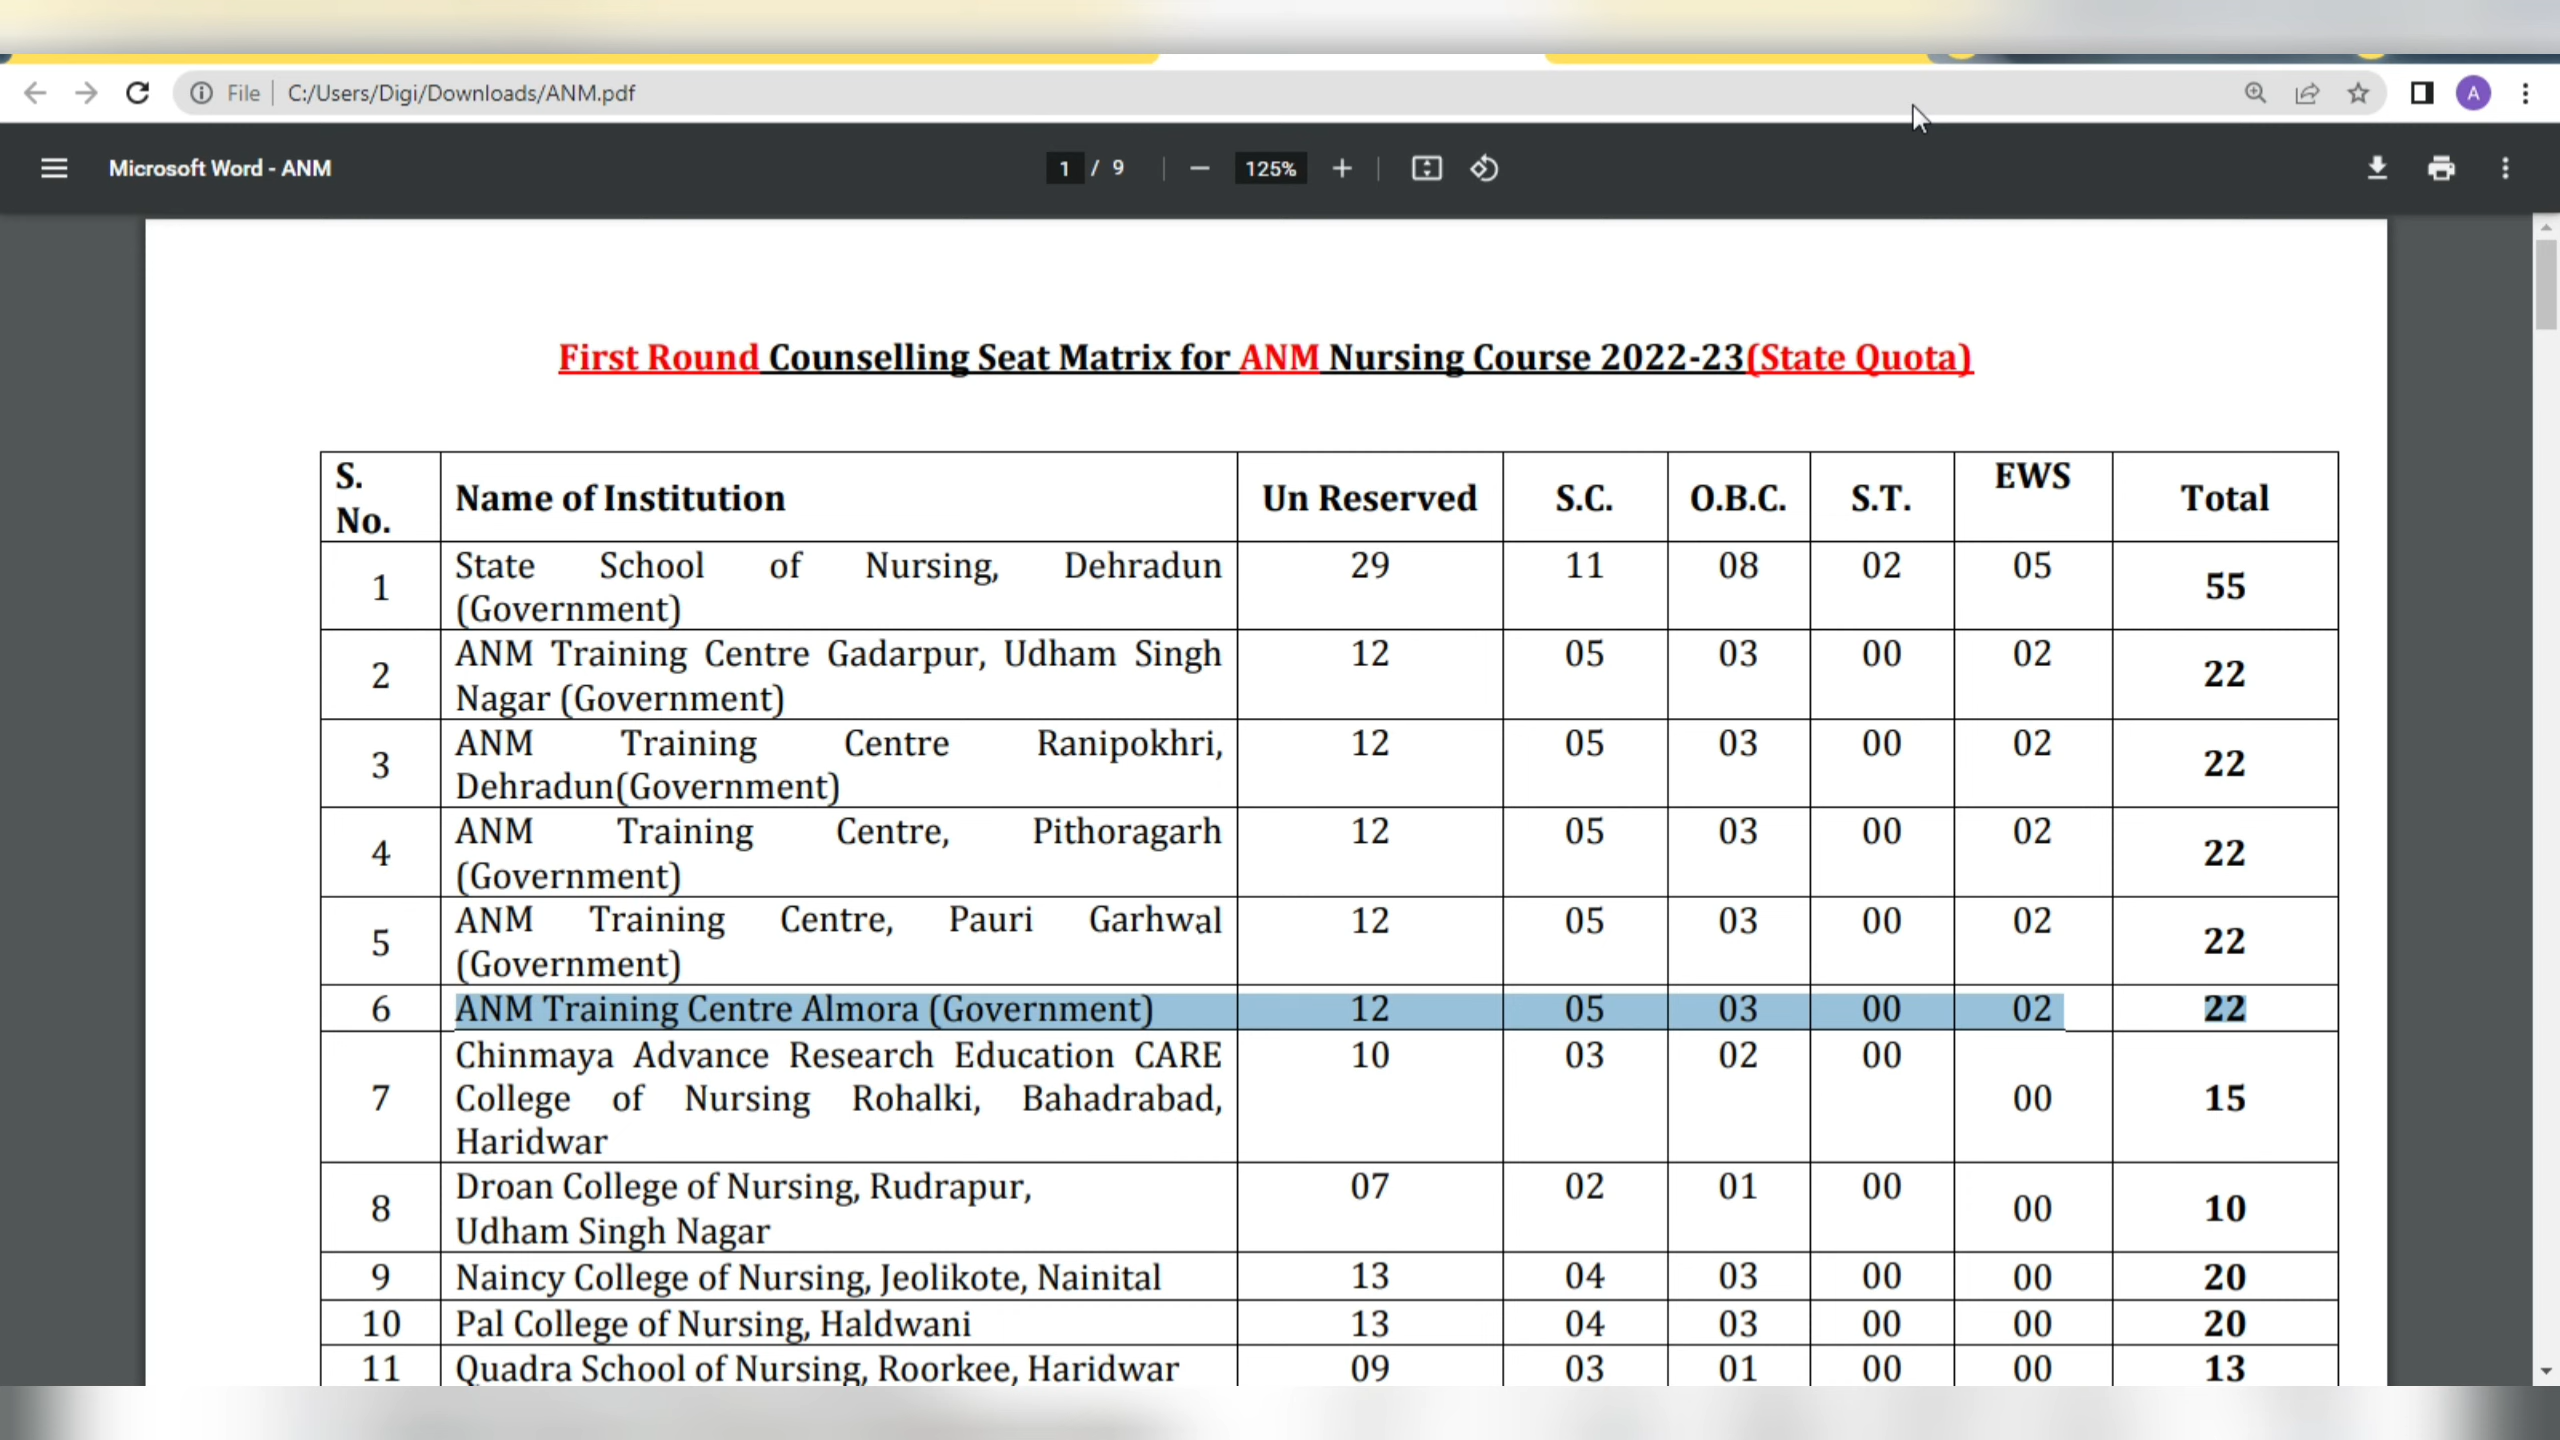 File C:/Users/Digi/Downloads/ANM.pdf A
Microsoft Word - ANM 1 / 9 125%
First Round Counselling Seat Matrix for ANM Nursing Course 2022-23(State Quota)
S. No. Name of Institution Un Reserved S.C. O.B.C. S.T. EWS Total
1 State School of Nursing, Dehradun 29 11 08 02 05 55
(Government)
2 ANM Training Centre Gadarpur, Udham Singh 12 05 03 00 02 22
Nagar (Government)
3 ANM Training Centre Ranipokhri, 12 05 03 00 02 22
Dehradun(Government)
4 ANM Training Centre, Pithoragarh 12 05 03 00 02 22
(Government)
5 ANM Training Centre, Pauri Garhwal 12 05 03 00 02 22
(Government)
6 ANM Training Centre Almora (Government) 12 05 03 00 02 22
7 Chinmaya Advance Research Education CARE 10 03 02 00 00 15
College of Nursing Rohalki, Bahadrabad,
Haridwar
8 Droan College of Nursing, Rudrapur, 07 02 01 00 00 10
Udham Singh Nagar
9 Naincy College of Nursing, Jeolikote, Nainital 13 04 03 00 00 20
10 Pal College of Nursing, Haldwani 13 04 03 00 00 20
11 Quadra School of Nursing, Roorkee, Haridwar 09 03 01 00 00 13